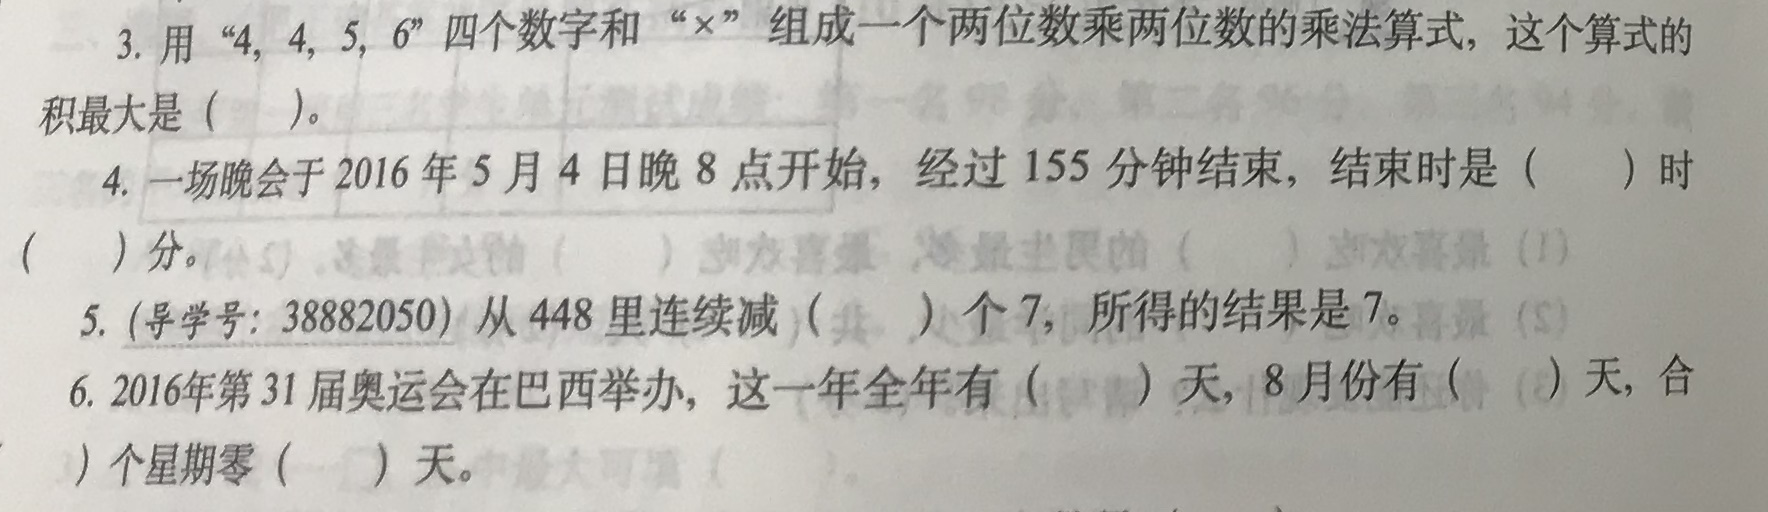 3. 用“4, 4, 5, 6”四个数字和“×”组成一个两位数乘两位数的乘法算式，这个算式的
积最大是（　　）。
4. 一场晚会于 2016 年 5 月 4 日晚 8 点开始，经过 155 分钟结束，结束时是（　　）时
（　　）分。
5. (导学号：38882050) 从 448 里连续减（　　）个 7，所得的结果是 7。
6. 2016年第 31 届奥运会在巴西举办，这一年全年有（　　）天，8 月份有（　　）天，合
）个星期零（　　）天。